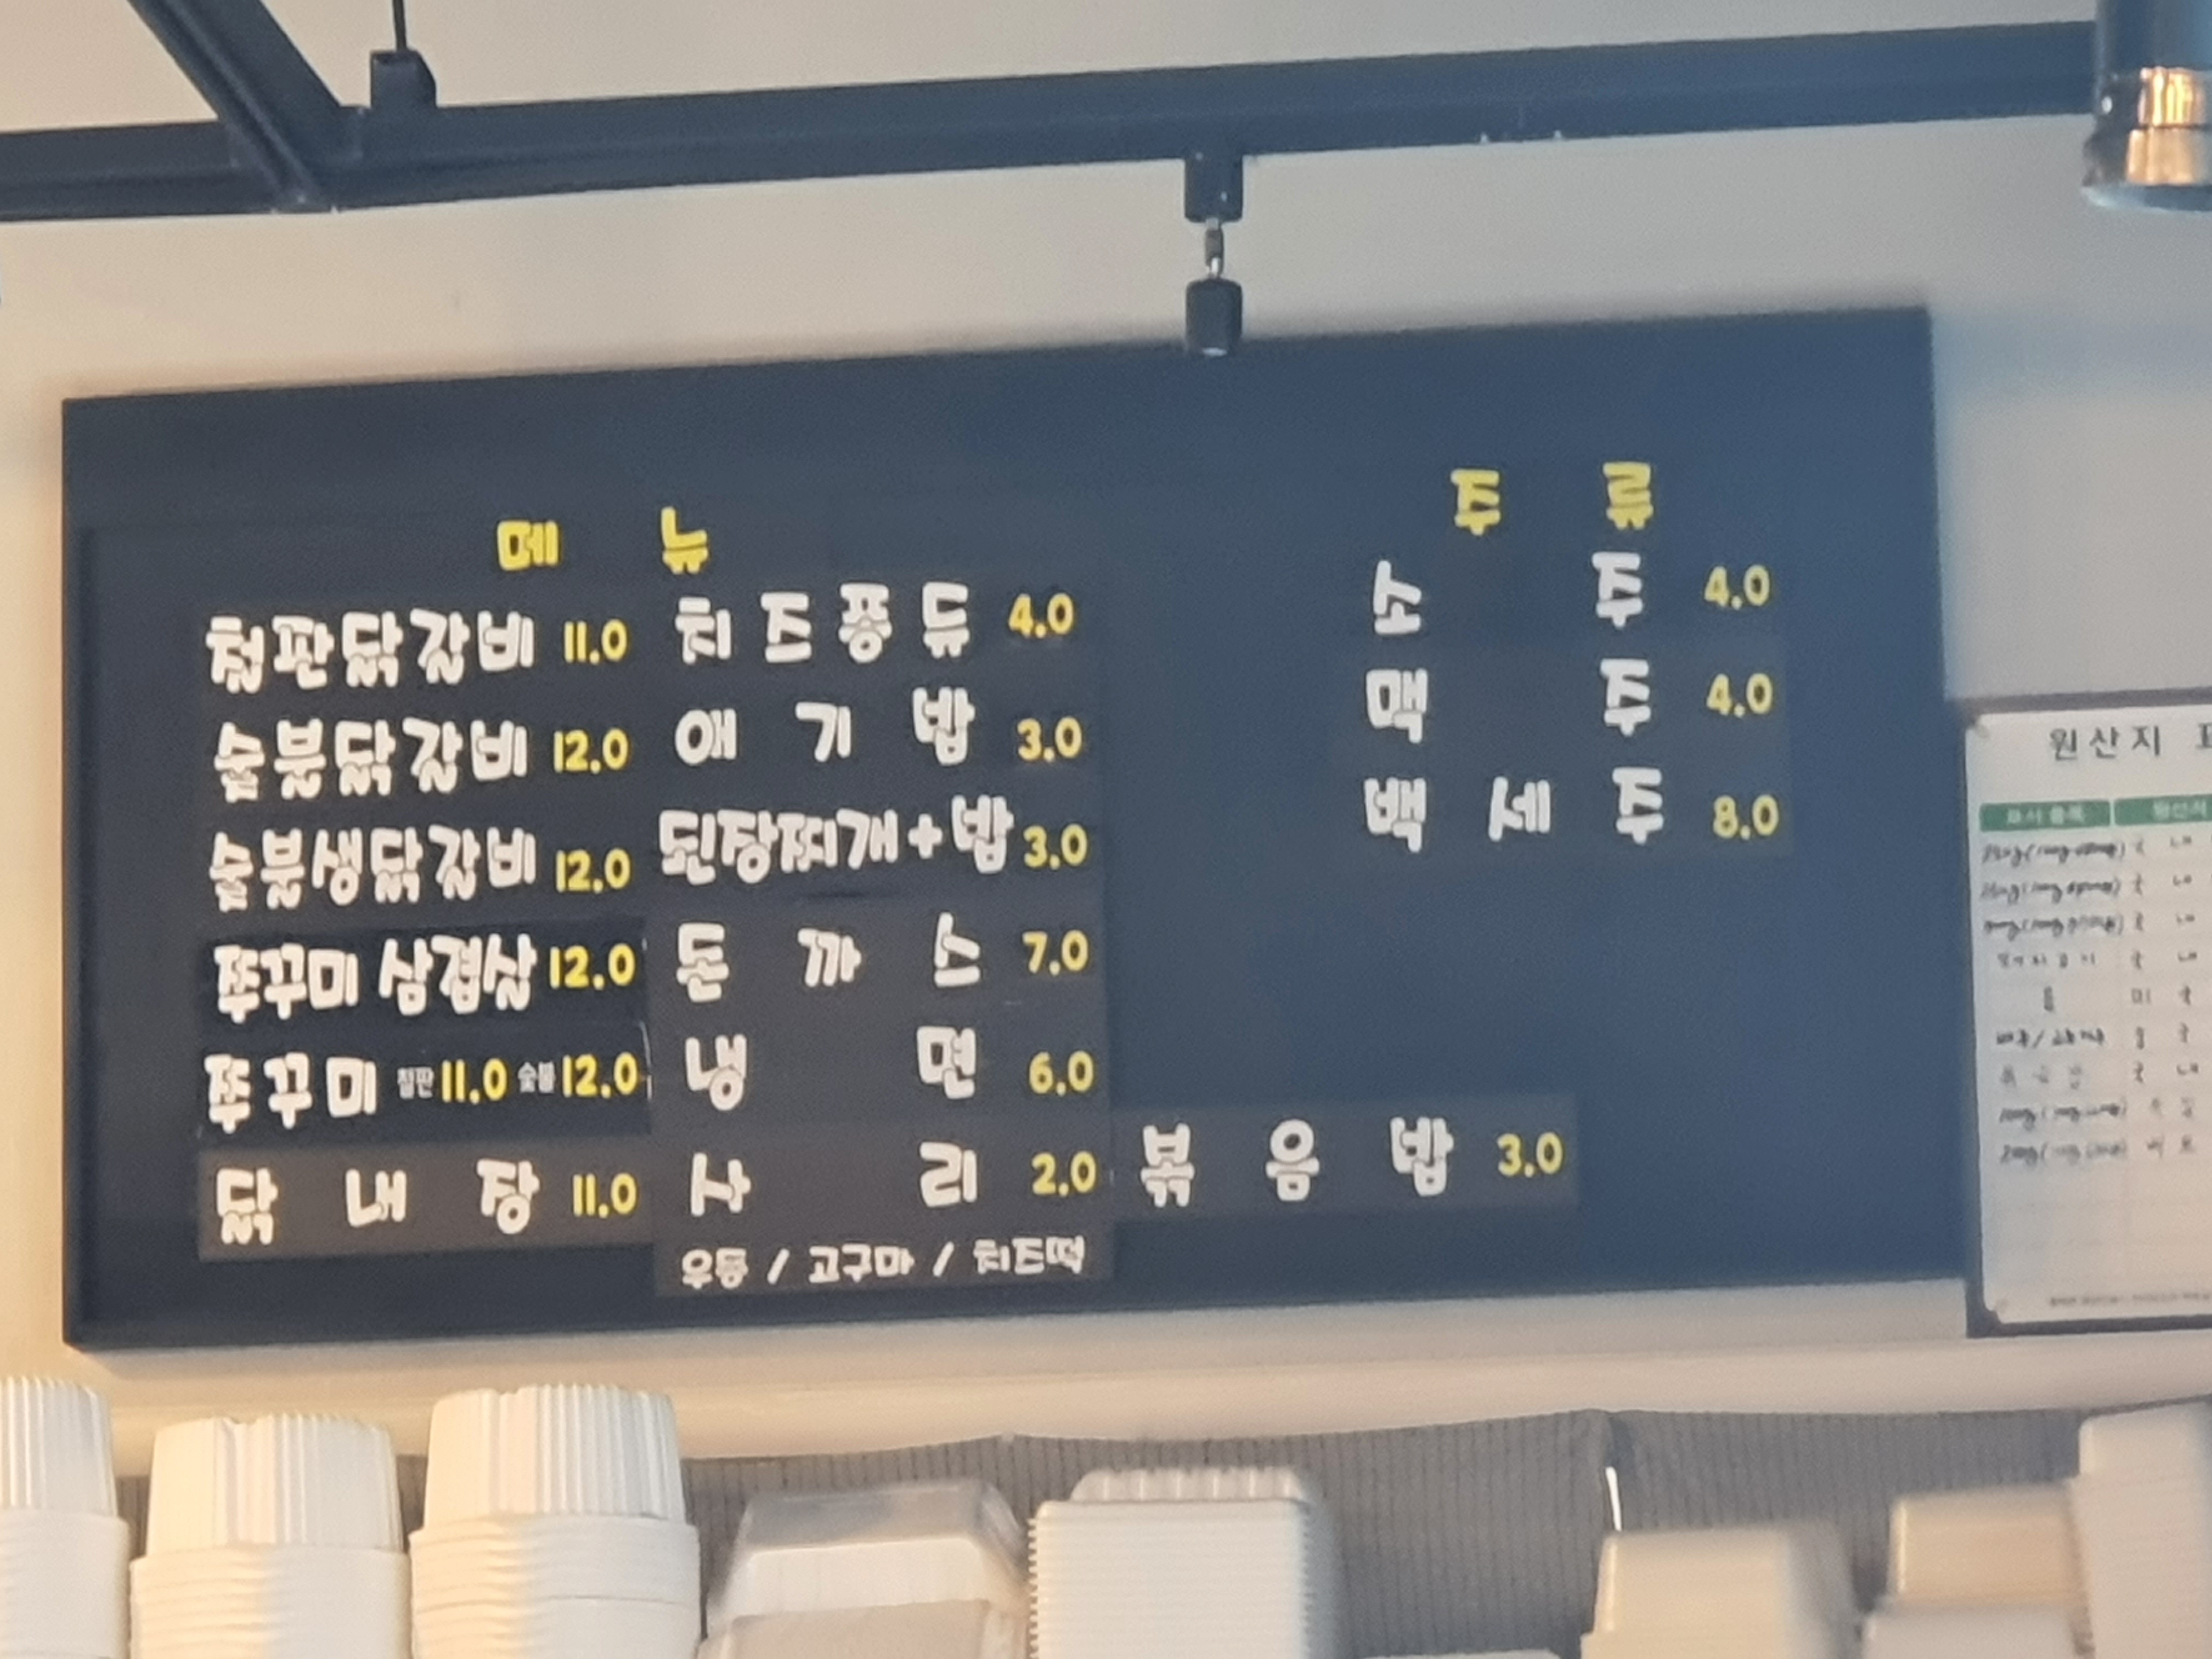 메뉴
철판닭갈비 11.0
숯불닭갈비 12.0
숯불생닭갈비 12.0
쭈꾸미 삼겹살 12.0
쭈꾸미 철판 11.0 숯불 12.0
닭내장 11.0
치즈퐁듀 4.0
애기밥 3.0
된장찌개+밥 3.0
돈까스 7.0
냉면 6.0
사리 2.0
우동 / 고구마 / 치즈떡
볶음밥 3.0
주류
소주 4.0
맥주 4.0
백세주 8.0
원산지
표시 품목